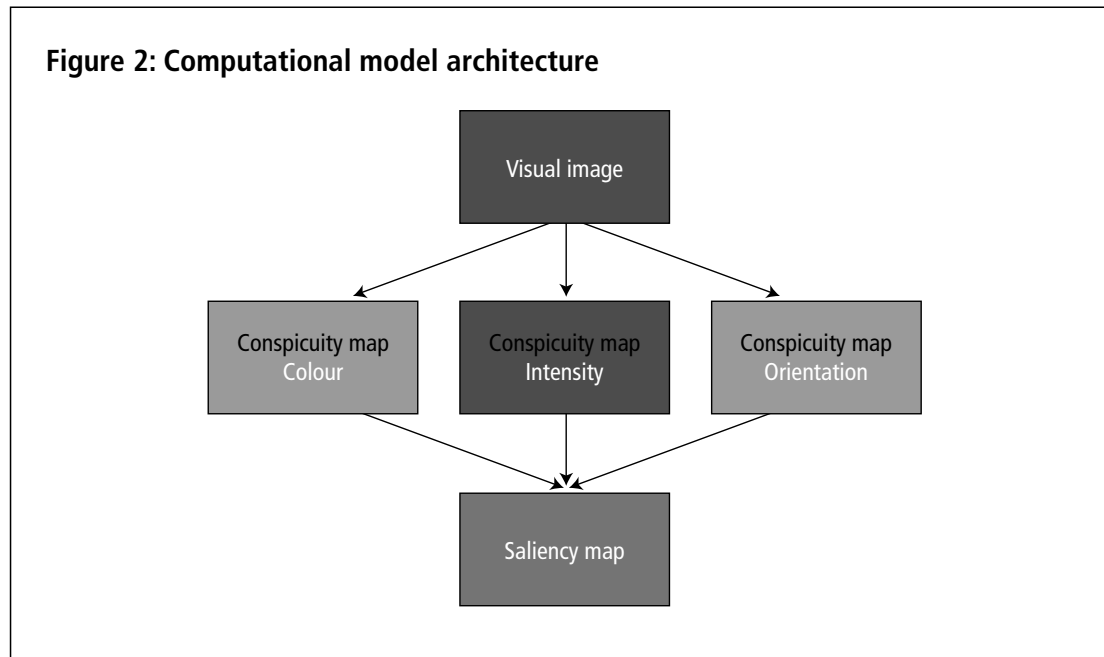 Figure 2: Computational model architecture
Visual image
Conspicuity map
Colour
Conspicuity map
Intensity
Conspicuity map
Orientation
Saliency map